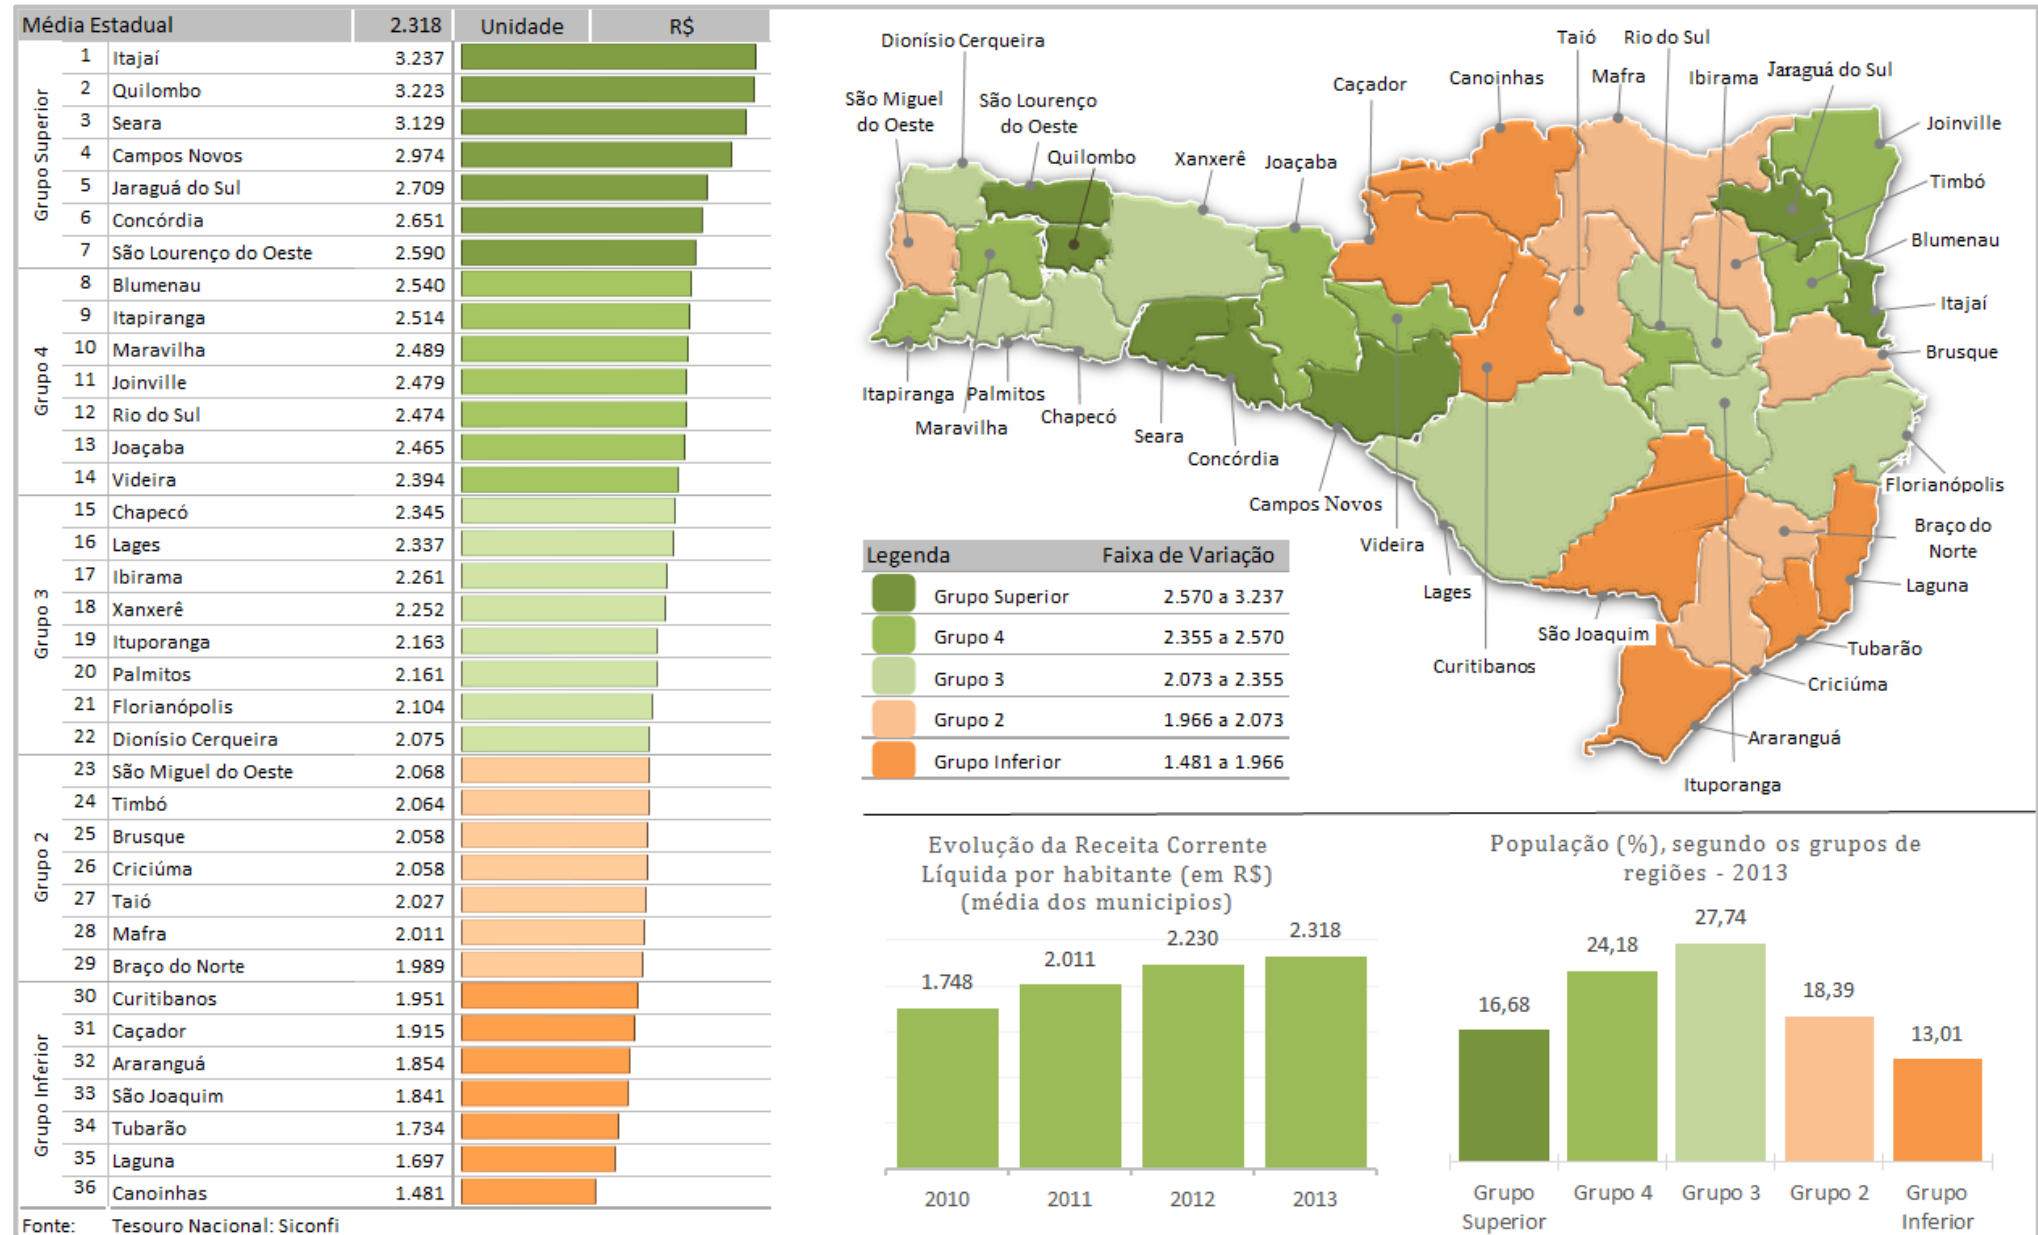 Média Estadual 2.318 Unidade R$
Grupo Superior
1 Itajaí 3.237
2 Quilombo 3.223
3 Seara 3.129
4 Campos Novos 2.974
5 Jaraguá do Sul 2.709
6 Concórdia 2.651
7 São Lourenço do Oeste 2.590
Grupo 4
8 Blumenau 2.540
9 Itapiranga 2.514
10 Maravilha 2.489
11 Joinville 2.479
12 Rio do Sul 2.474
13 Joaçaba 2.465
14 Videira 2.394
Grupo 3
15 Chapecó 2.345
16 Lages 2.337
17 Ibirama 2.261
18 Xanxerê 2.252
19 Ituporanga 2.163
20 Palmitos 2.161
21 Florianópolis 2.104
22 Dionísio Cerqueira 2.075
Grupo 2
23 São Miguel do Oeste 2.068
24 Timbó 2.064
25 Brusque 2.058
26 Criciúma 2.058
27 Taió 2.027
28 Mafra 2.011
29 Braço do Norte 1.989
Grupo Inferior
30 Curitibanos 1.951
31 Caçador 1.915
32 Araranguá 1.854
33 São Joaquim 1.841
34 Tubarão 1.734
35 Laguna 1.697
36 Canoinhas 1.481
Fonte: Tesouro Nacional: Siconfi
Dionísio Cerqueira
São Miguel
do Oeste
São Lourenço
do Oeste
Quilombo
Xanxerê
Joaçaba
Caçador
Canoinhas
Taió
Rio do Sul
Mafra
Ibirama
Jaraguá do Sul
Joinville
Timbó
Blumenau
Itajaí
Brusque
Florianópolis
Braço do
Norte
Laguna
Tubarão
Criciúma
Araranguá
Ituporanga
São Joaquim
Curitibanos
Lages
Videira
Campos Novos
Concórdia
Seara
Chapecó
Palmitos
Maravilha
Itapiranga
Legenda Faixa de Variação
Grupo Superior 2.570 a 3.237
Grupo 4 2.355 a 2.570
Grupo 3 2.073 a 2.355
Grupo 2 1.966 a 2.073
Grupo Inferior 1.481 a 1.966
Evolução da Receita Corrente
Líquida por habitante (em R$)
(média dos municipios)
1.748 2.011 2.230 2.318
2010 2011 2012 2013
População (%), segundo os grupos de
regiões - 2013
16,68 24,18 27,74 18,39 13,01
Grupo
Superior
Grupo 4
Grupo 3
Grupo 2
Grupo
Inferior